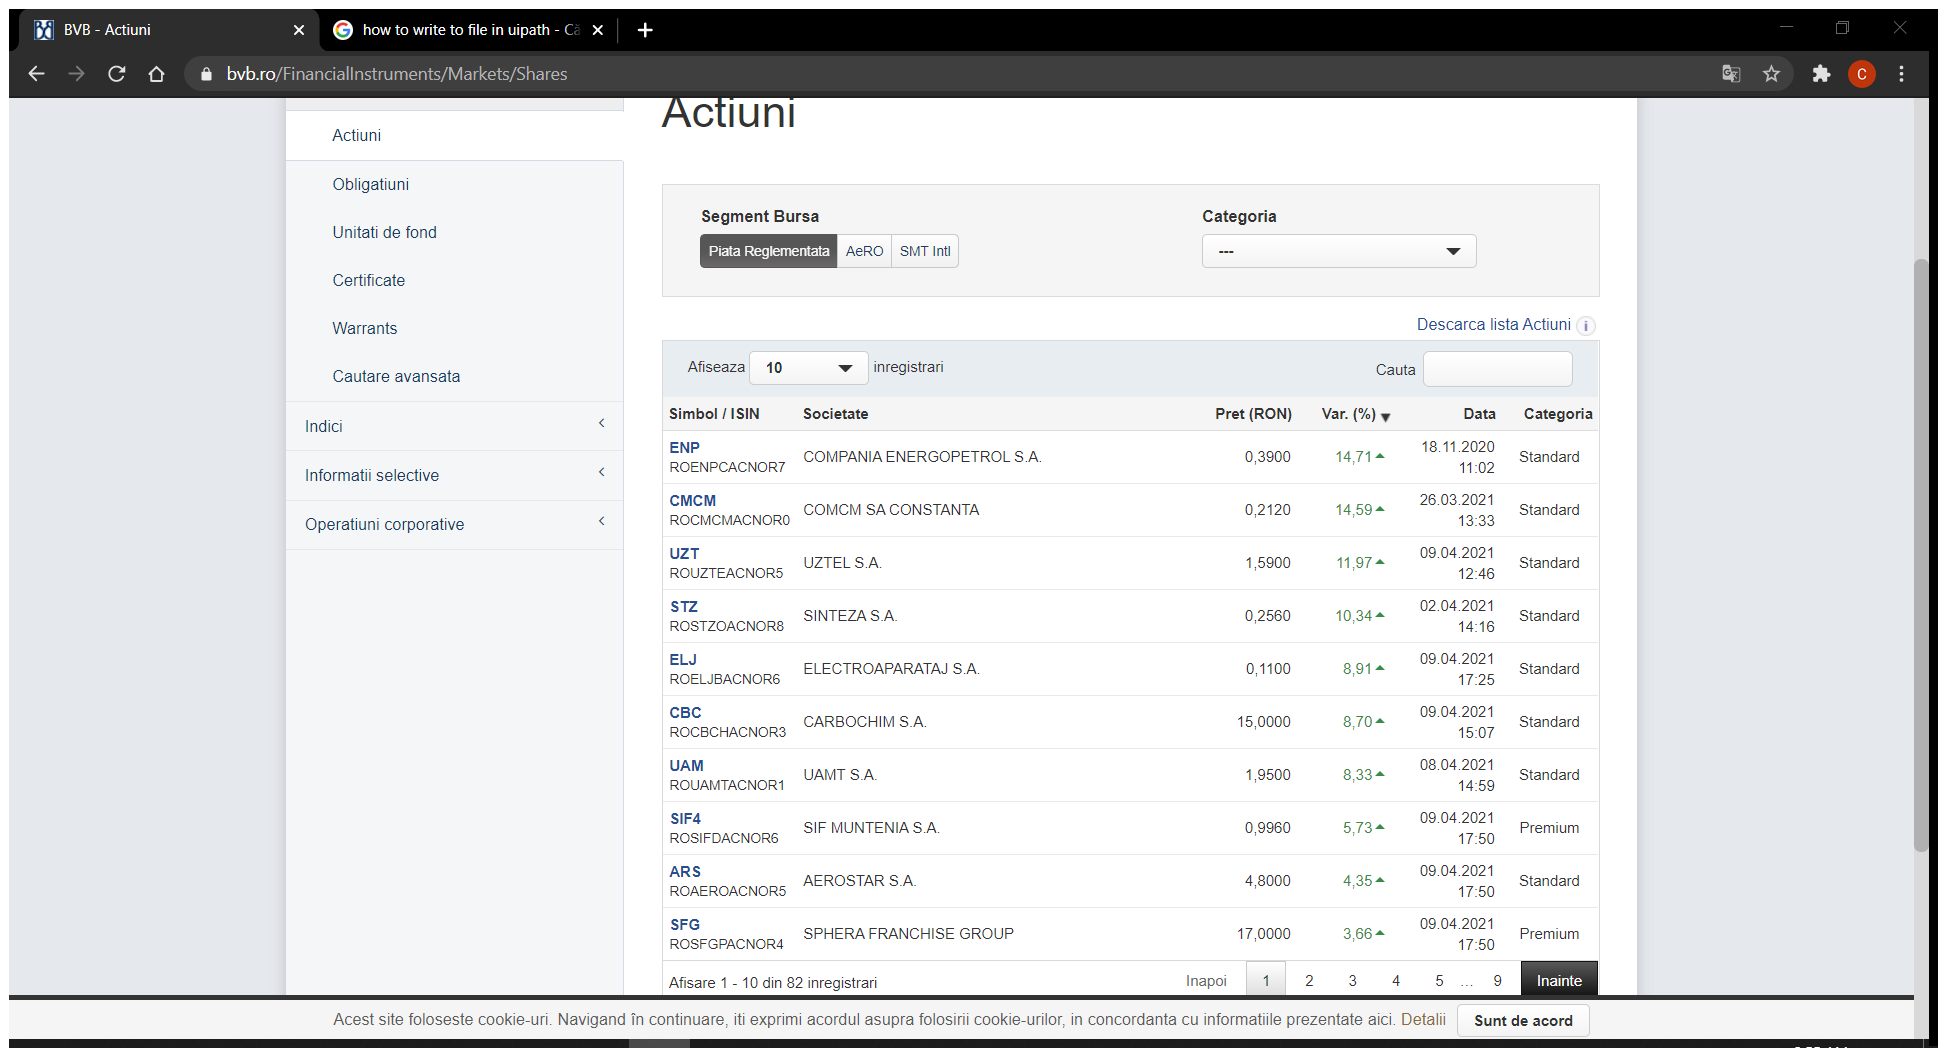 BVB - Actiuni
how to write to file in uipath - Că
bvb.ro/FinancialInstruments/Markets/Shares
C
Actiuni
Obligatiuni
Unitati de fond
Certificate
Warrants
Cautare avansata
Indici
Informatii selective
Operatiuni corporative
Actiuni
Segment Bursa
Categoria
Piata Reglementata AeRO SMT Intl
---
Descarca lista Actiuni i
Afiseaza 10 inregistrari
Cauta
Simbol / ISIN Societate Pret (RON) Var. (%) Data Categoria
ENP
ROENPCACNOR7 COMPANIA ENERGOPETROL S.A. 0,3900 14,71 18.11.2020
11:02 Standard
CMCM
ROCMCMACNOR0 COMCM SA CONSTANTA 0,2120 14,59 26.03.2021
13:33 Standard
UZT
ROUZTEACNOR5 UZTEL S.A. 1,5900 11,97 09.04.2021
12:46 Standard
STZ
ROSTZOACNOR8 SINTEZA S.A. 0,2560 10,34 02.04.2021
14:16 Standard
ELJ
ROELJBACNOR6 ELECTROAPARATAJ S.A. 0,1100 8,91 09.04.2021
17:25 Standard
CBC
ROCBCHACNOR3 CARBOCHIM S.A. 15,0000 8,70 09.04.2021
15:07 Standard
UAM
ROUAMTACNOR1 UAMT S.A. 1,9500 8,33 08.04.2021
14:59 Standard
SIF4
ROSIFDACNOR6 SIF MUNTENIA S.A. 0,9960 5,73 09.04.2021
17:50 Premium
ARS
ROAEROACNOR5 AEROSTAR S.A. 4,8000 4,35 09.04.2021
17:50 Standard
SFG
ROSFGPACNOR4 SPHERA FRANCHISE GROUP 17,0000 3,66 09.04.2021
17:50 Premium
Afisare 1 - 10 din 82 inregistrari
Inapoi 1 2 3 4 5 ... 9 Inainte
Acest site foloseste cookie-uri. Navigand în continuare, iti exprimi acordul asupra folosirii cookie-urilor, in concordanta cu informatiile prezentate aici. Detalii
Sunt de acord